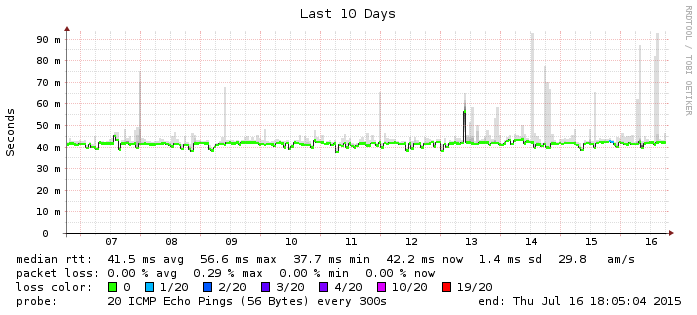 Last 10 Days
RRDTOOL / TOBI OETIKER
Seconds
90 m
80 m
70 m
60 m
50 m
40 m
30 m
20 m
10 m
0
07 08 09 10 11 12 13 14 15 16
median rtt: 41.5 ms avg 56.6 ms max 37.7 ms min 42.2 ms now 1.4 ms sd 29.8 am/s
packet loss: 0.00 % avg 0.29 % max 0.00 % min 0.00 % now
loss color: 0 1/20 2/20 3/20 4/20 10/20 19/20
probe: 20 ICMP Echo Pings (56 Bytes) every 300s end: Thu Jul 16 18:05:04 2015